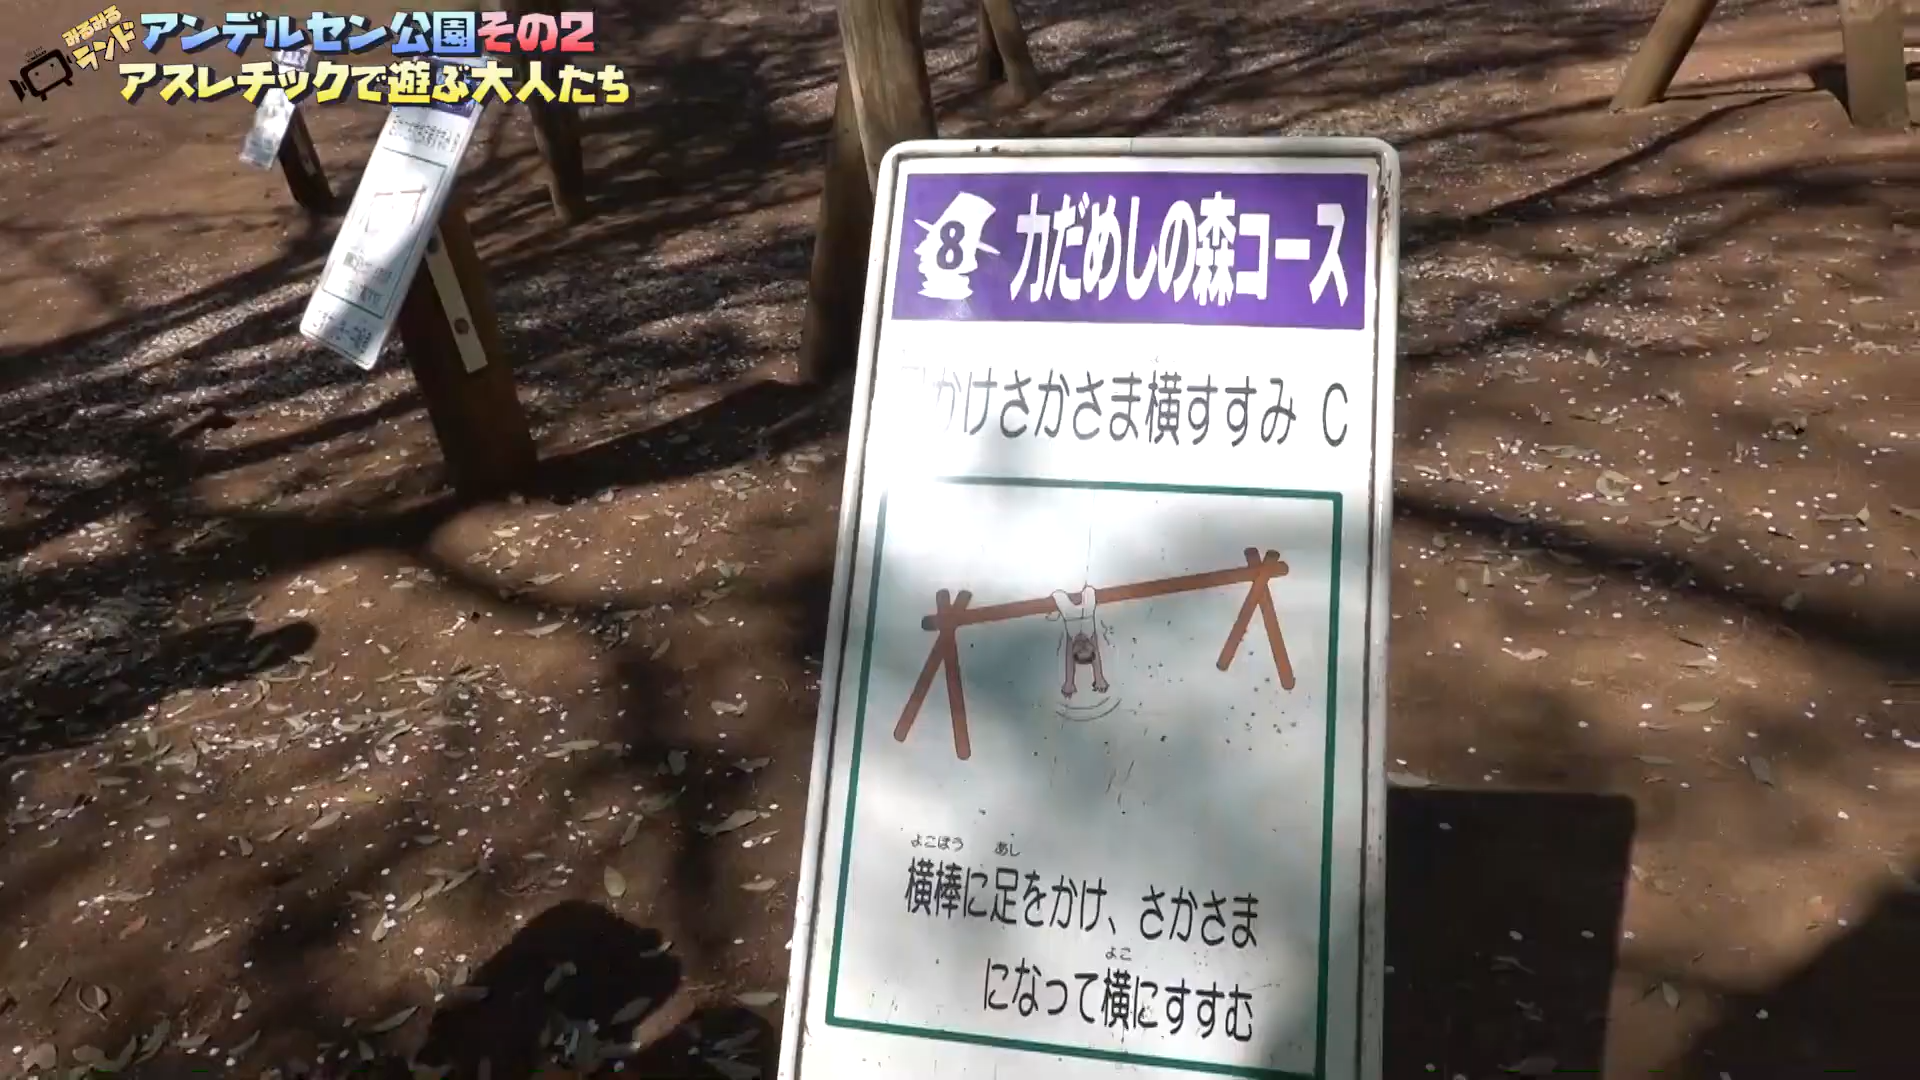 みるみる
ランド
アンデルセン公園その2
アスレチックで遊ぶ大人たち
8
力だめしの森コース
かけさかさま横すすみ C
よこぼう あし
横棒に足をかけ、さかさま
よこ
になって横にすすむ